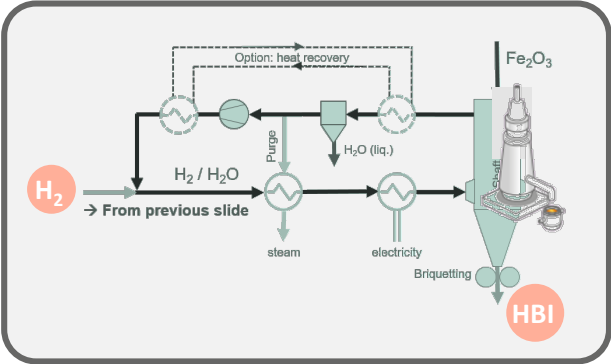 Option: heat recovery
Fe₂O₃
Purge
H₂O (liq.)
Shaft
H₂ / H₂O
H₂
→ From previous slide
steam
electricity
Briquetting
HBI